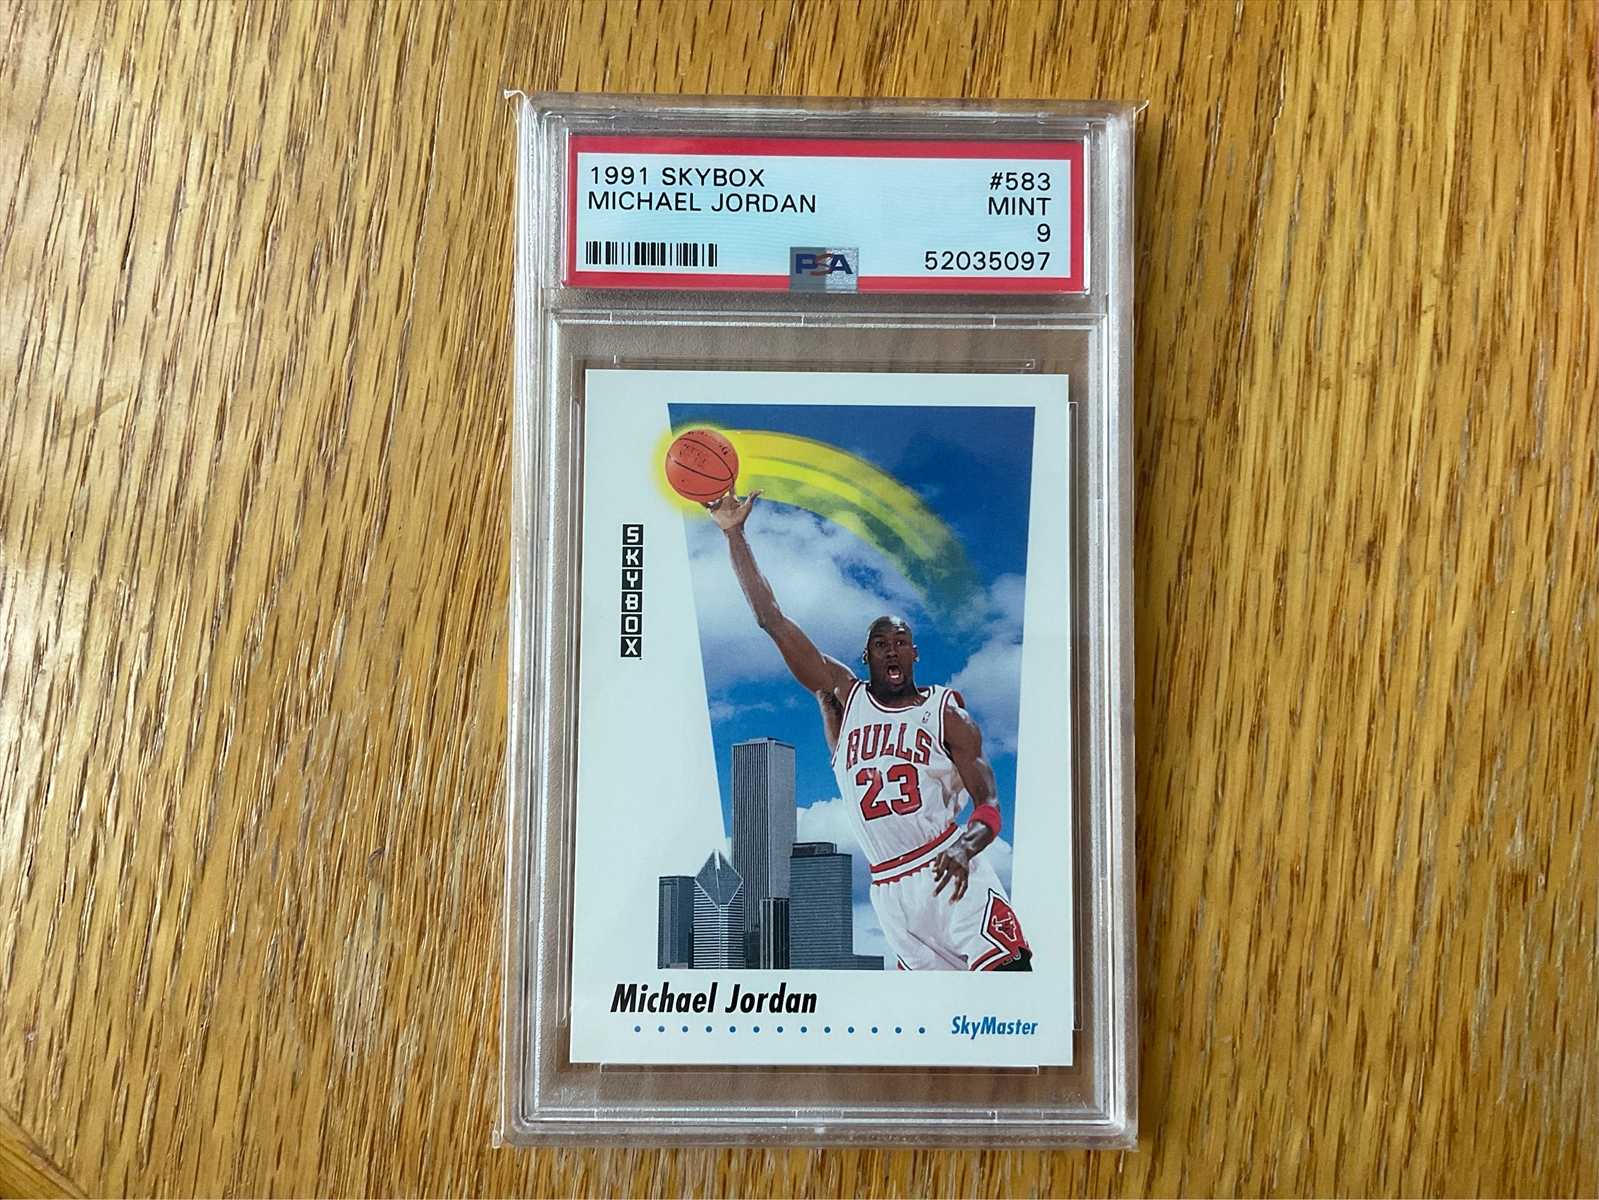 1991 SKYBOX #583
MICHAEL JORDAN MINT
9
PSA 52035097
SKYBOX
BULLS
23
Michael Jordan
SkyMaster